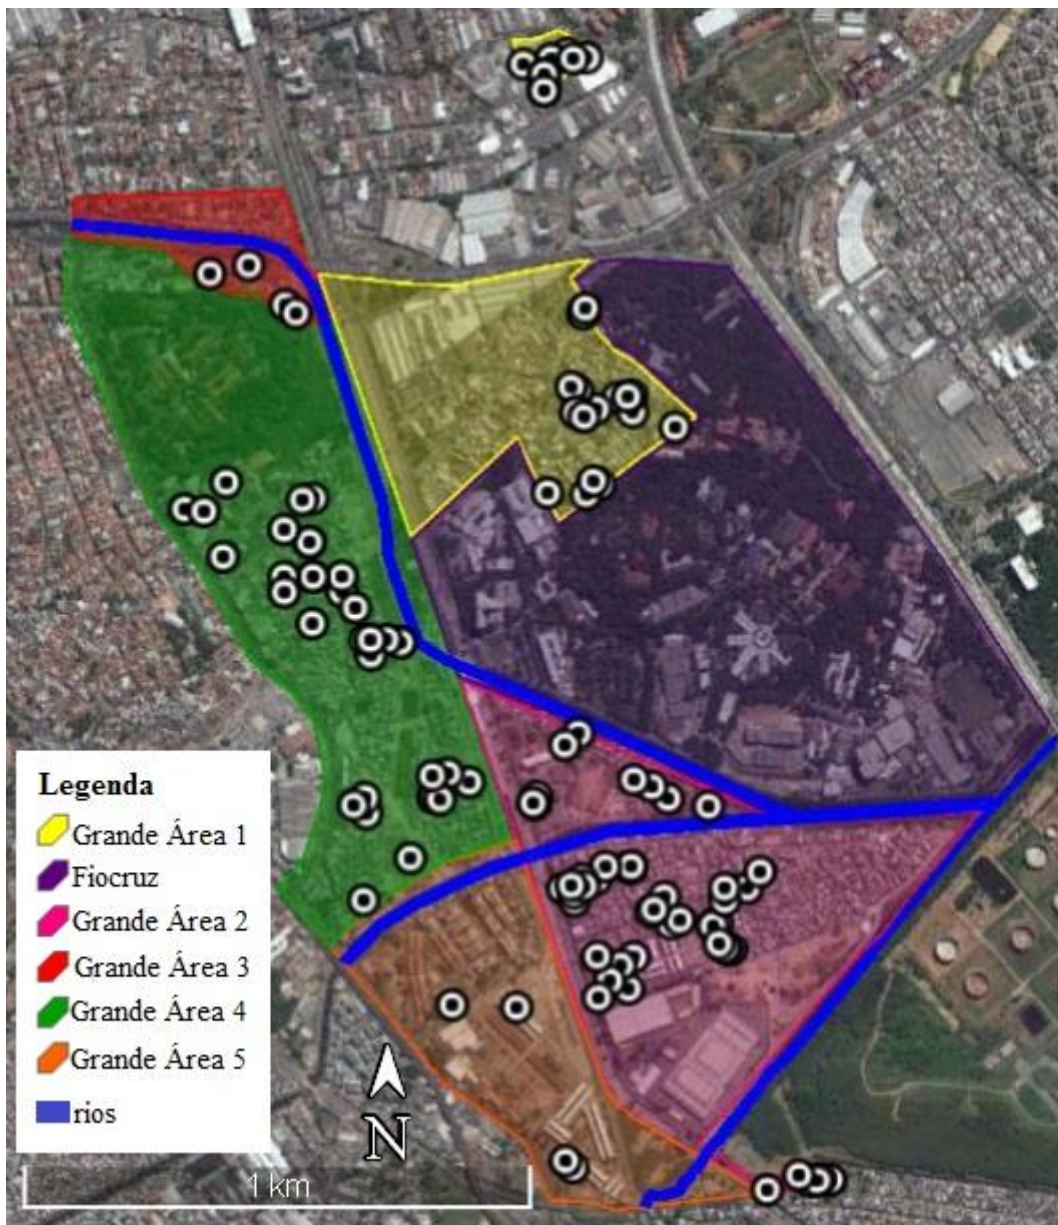 Legenda
Grande Área 1
Fiocruz
Grande Área 2
Grande Área 3
Grande Área 4
Grande Área 5
rios
N
1 km